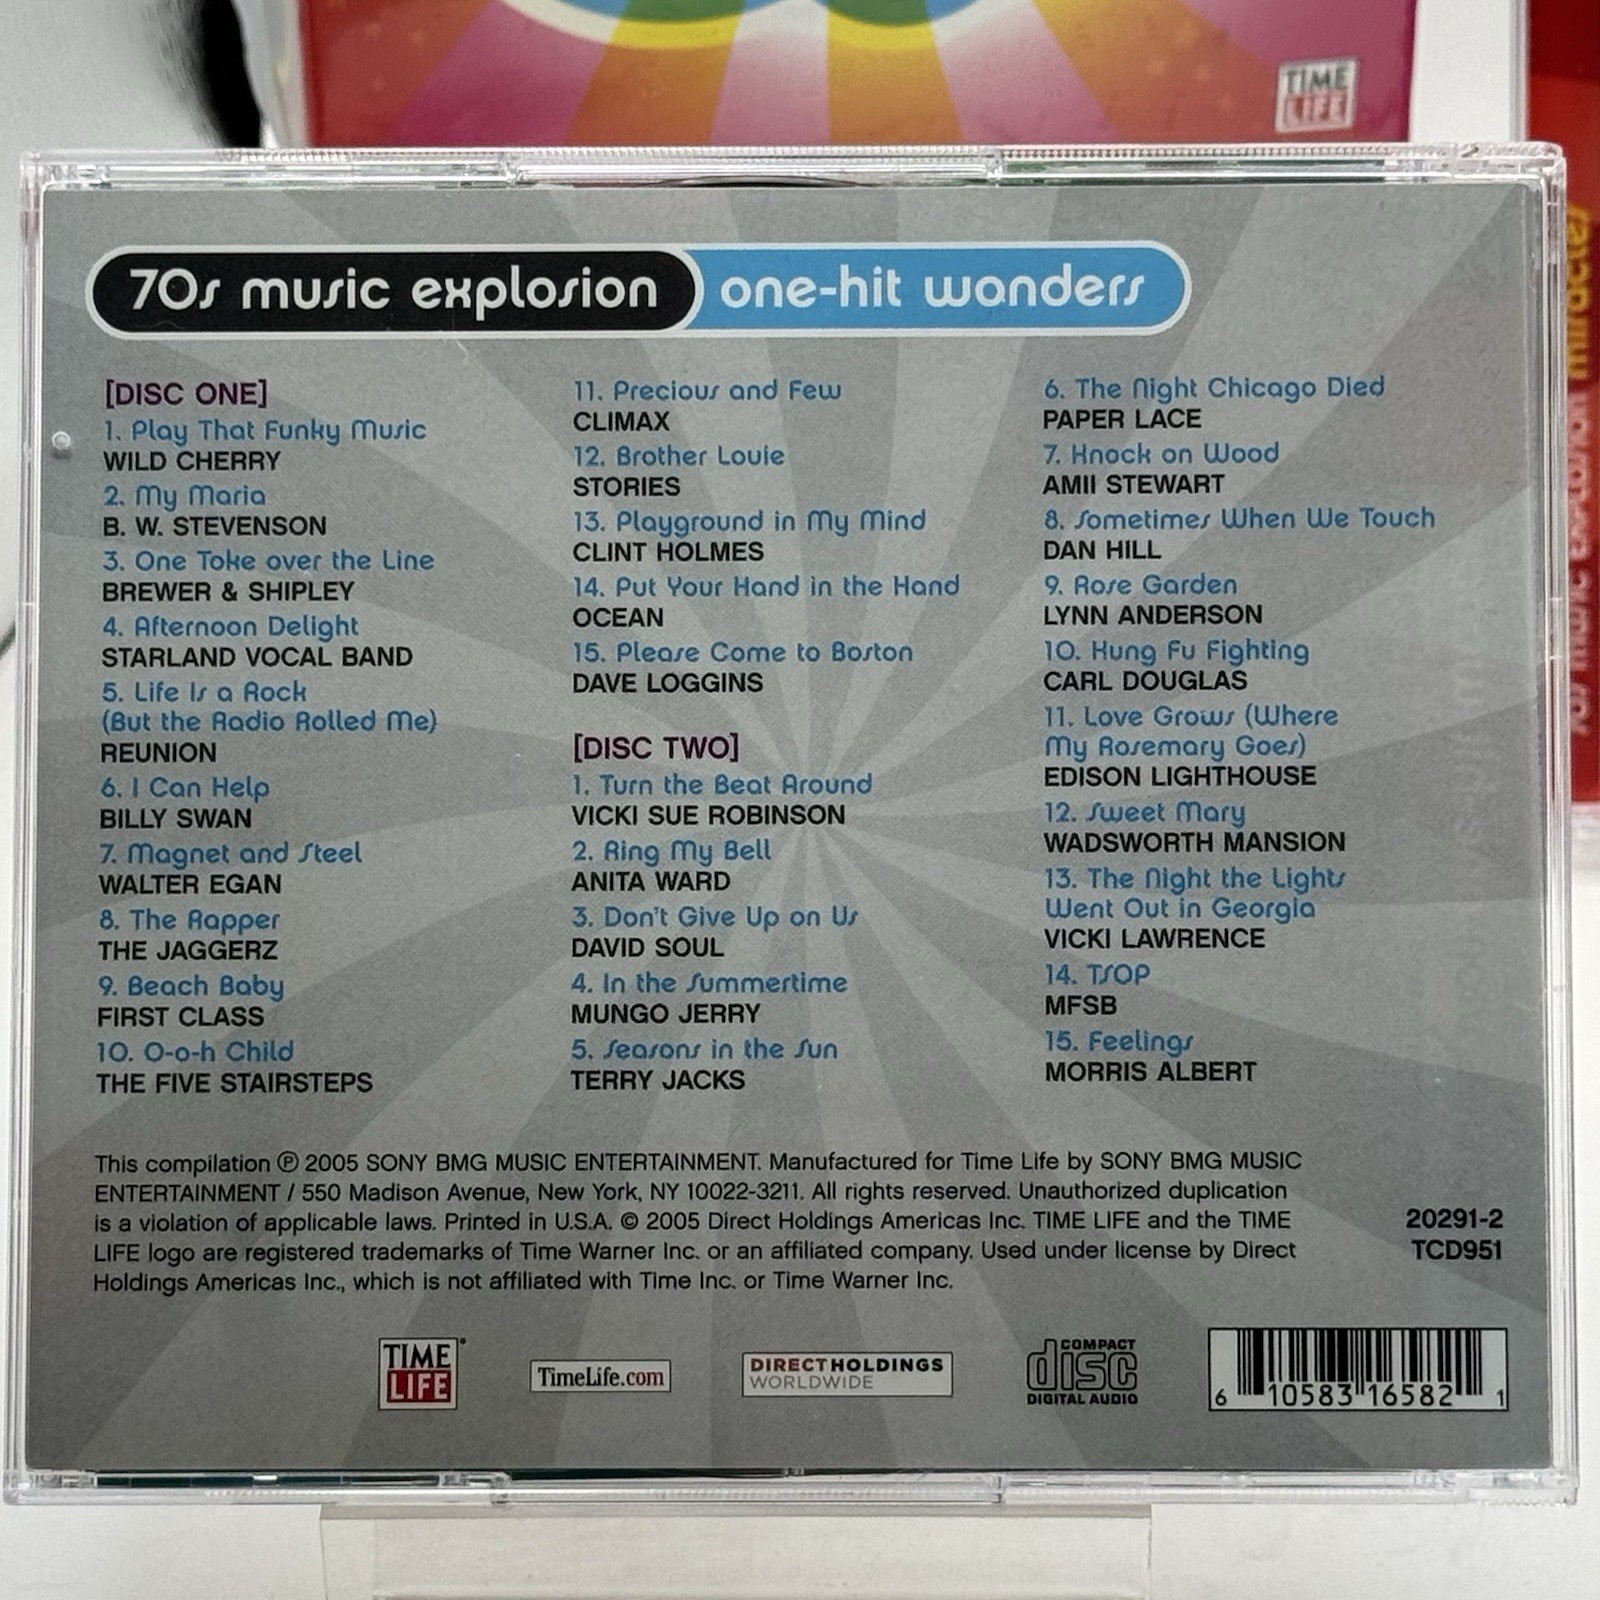 TIME
LIFE
70s music explosion one-hit wonders
[DISC ONE]
1. Play That Funky Music
WILD CHERRY
2. My Maria
B. W. STEVENSON
3. One Toke over the Line
BREWER & SHIPLEY
4. Afternoon Delight
STARLAND VOCAL BAND
5. Life Is a Rock
(But the Radio Rolled Me)
REUNION
6. I Can Help
BILLY SWAN
7. Magnet and Steel
WALTER EGAN
8. The Rapper
THE JAGGERZ
9. Beach Baby
FIRST CLASS
10. O-o-h Child
THE FIVE STAIRSTEPS
11. Precious and Few
CLIMAX
12. Brother Louie
STORIES
13. Playground in My Mind
CLINT HOLMES
14. Put Your Hand in the Hand
OCEAN
15. Please Come to Boston
DAVE LOGGINS
[DISC TWO]
1. Turn the Beat Around
VICKI SUE ROBINSON
2. Ring My Bell
ANITA WARD
3. Don't Give Up on Us
DAVID SOUL
4. In the Summertime
MUNGO JERRY
5. Seasons in the Sun
TERRY JACKS
6. The Night Chicago Died
PAPER LACE
7. Knock on Wood
AMII STEWART
8. Sometimes When We Touch
DAN HILL
9. Rose Garden
LYNN ANDERSON
10. Kung Fu Fighting
CARL DOUGLAS
11. Love Grows (Where
My Rosemary Goes)
EDISON LIGHTHOUSE
12. Sweet Mary
WADSWORTH MANSION
13. The Night the Lights
Went Out in Georgia
VICKI LAWRENCE
14. TSOP
MFSB
15. Feelings
MORRIS ALBERT
This compilation ℗ 2005 SONY BMG MUSIC ENTERTAINMENT. Manufactured for Time Life by SONY BMG MUSIC
ENTERTAINMENT / 550 Madison Avenue, New York, NY 10022-3211. All rights reserved. Unauthorized duplication
is a violation of applicable laws. Printed in U.S.A. © 2005 Direct Holdings Americas Inc. TIME LIFE and the TIME
LIFE logo are registered trademarks of Time Warner Inc. or an affiliated company. Used under license by Direct
Holdings Americas Inc., which is not affiliated with Time Inc. or Time Warner Inc.
20291-2
TCD951
TIME
LIFE
TimeLife.com
DIRECTHOLDINGS
WORLDWIDE
COMPACT
disc
DIGITAL AUDIO
6 10583 16582 1
70s music explosion miracles